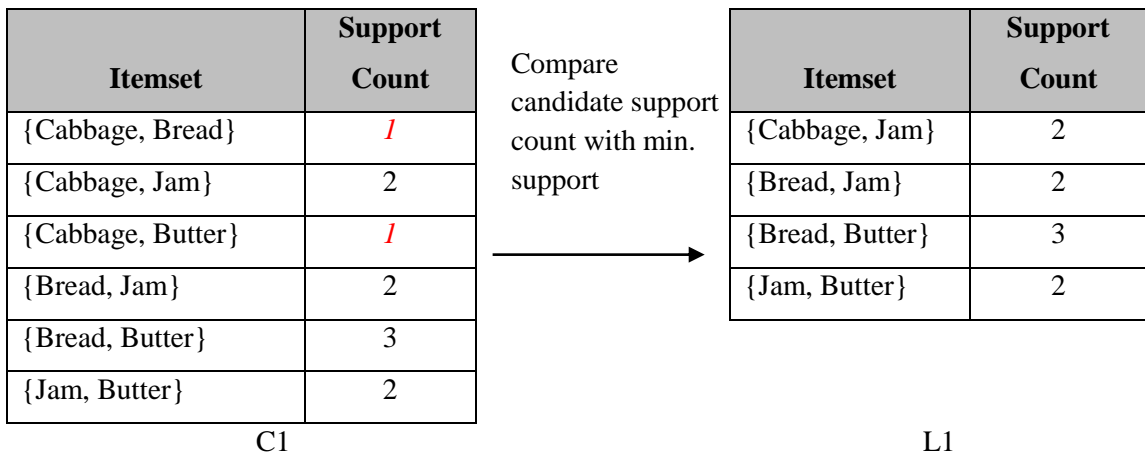 Itemset Support Count
{Cabbage, Bread} 1
{Cabbage, Jam} 2
{Cabbage, Butter} 1
{Bread, Jam} 2
{Bread, Butter} 3
{Jam, Butter} 2
C1
Compare
candidate support
count with min.
support
Itemset Support Count
{Cabbage, Jam} 2
{Bread, Jam} 2
{Bread, Butter} 3
{Jam, Butter} 2
L1